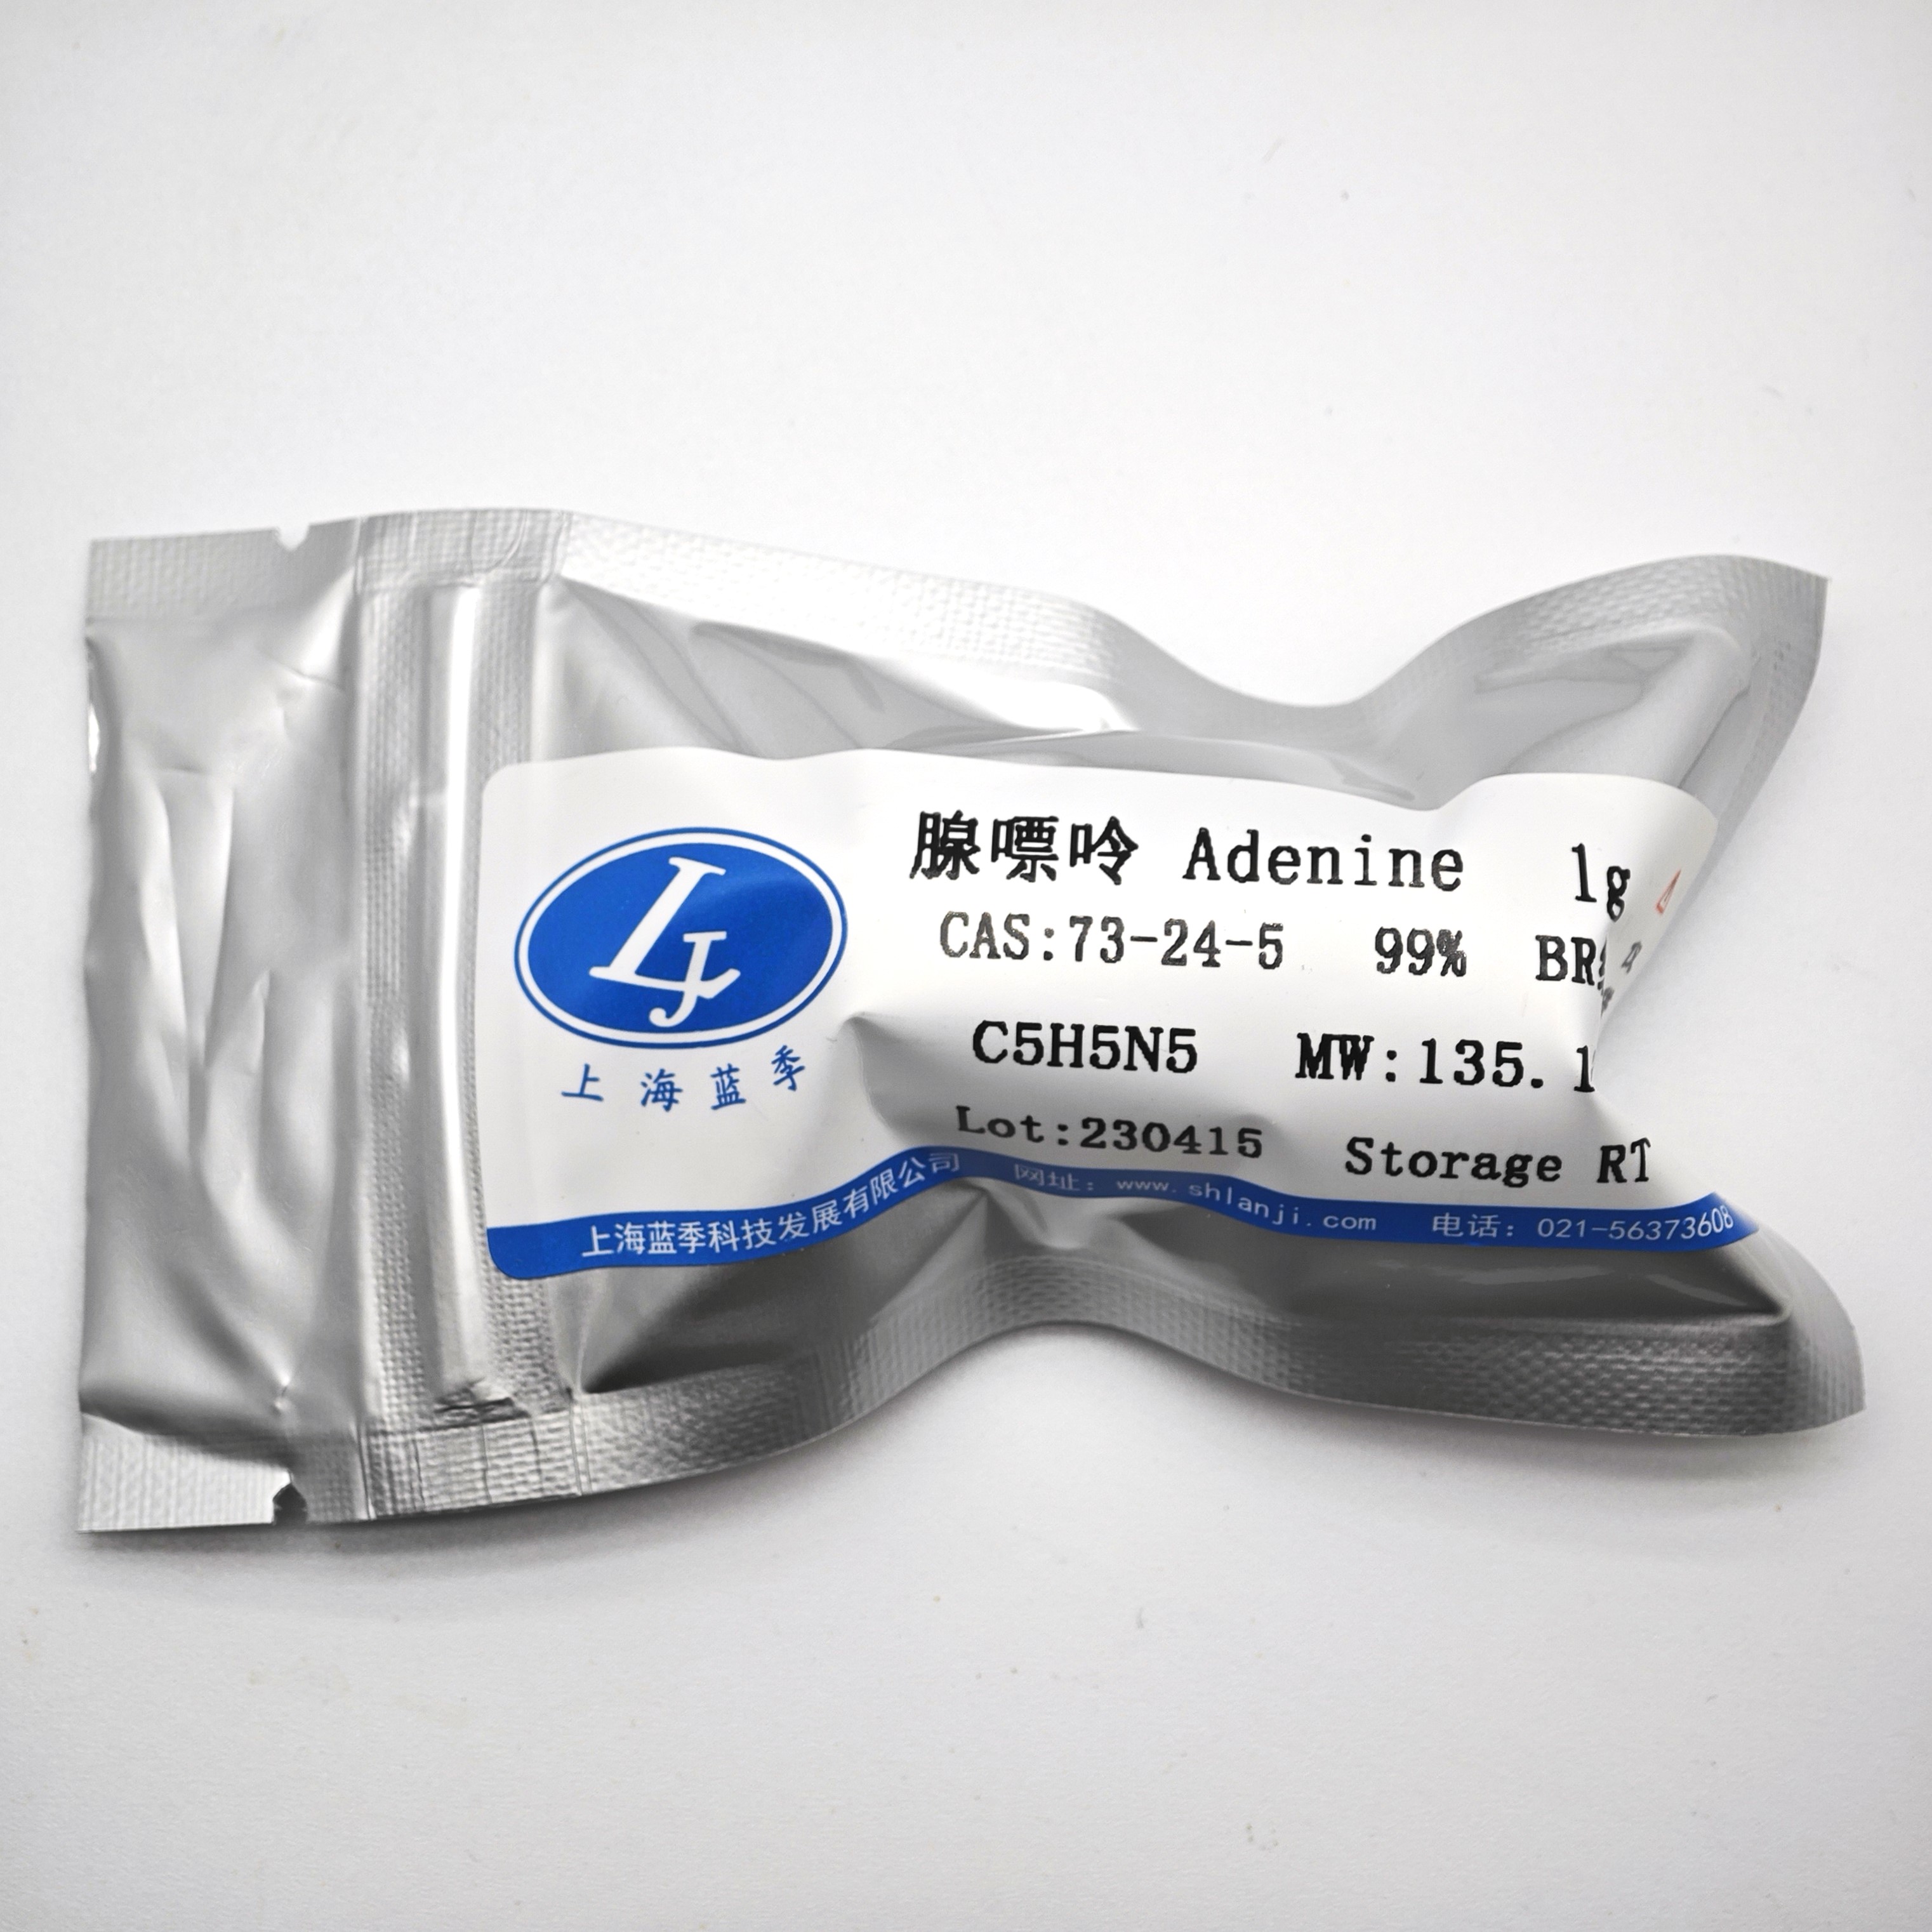 LJ
上海蓝季
腺嘌呤 Adenine 1g
CAS:73-24-5 99% BR
C5H5N5 MW:135.1
Lot:230415 Storage RT
上海蓝季科技发展有限公司 网址: www.shlanji.com 电话: 021-56373608